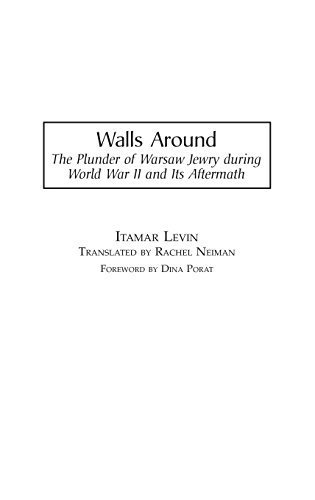 Walls Around
The Plunder of Warsaw Jewry during
World War II and Its Aftermath
Itamar Levin
Translated by Rachel Neiman
Foreword by Dina Porat